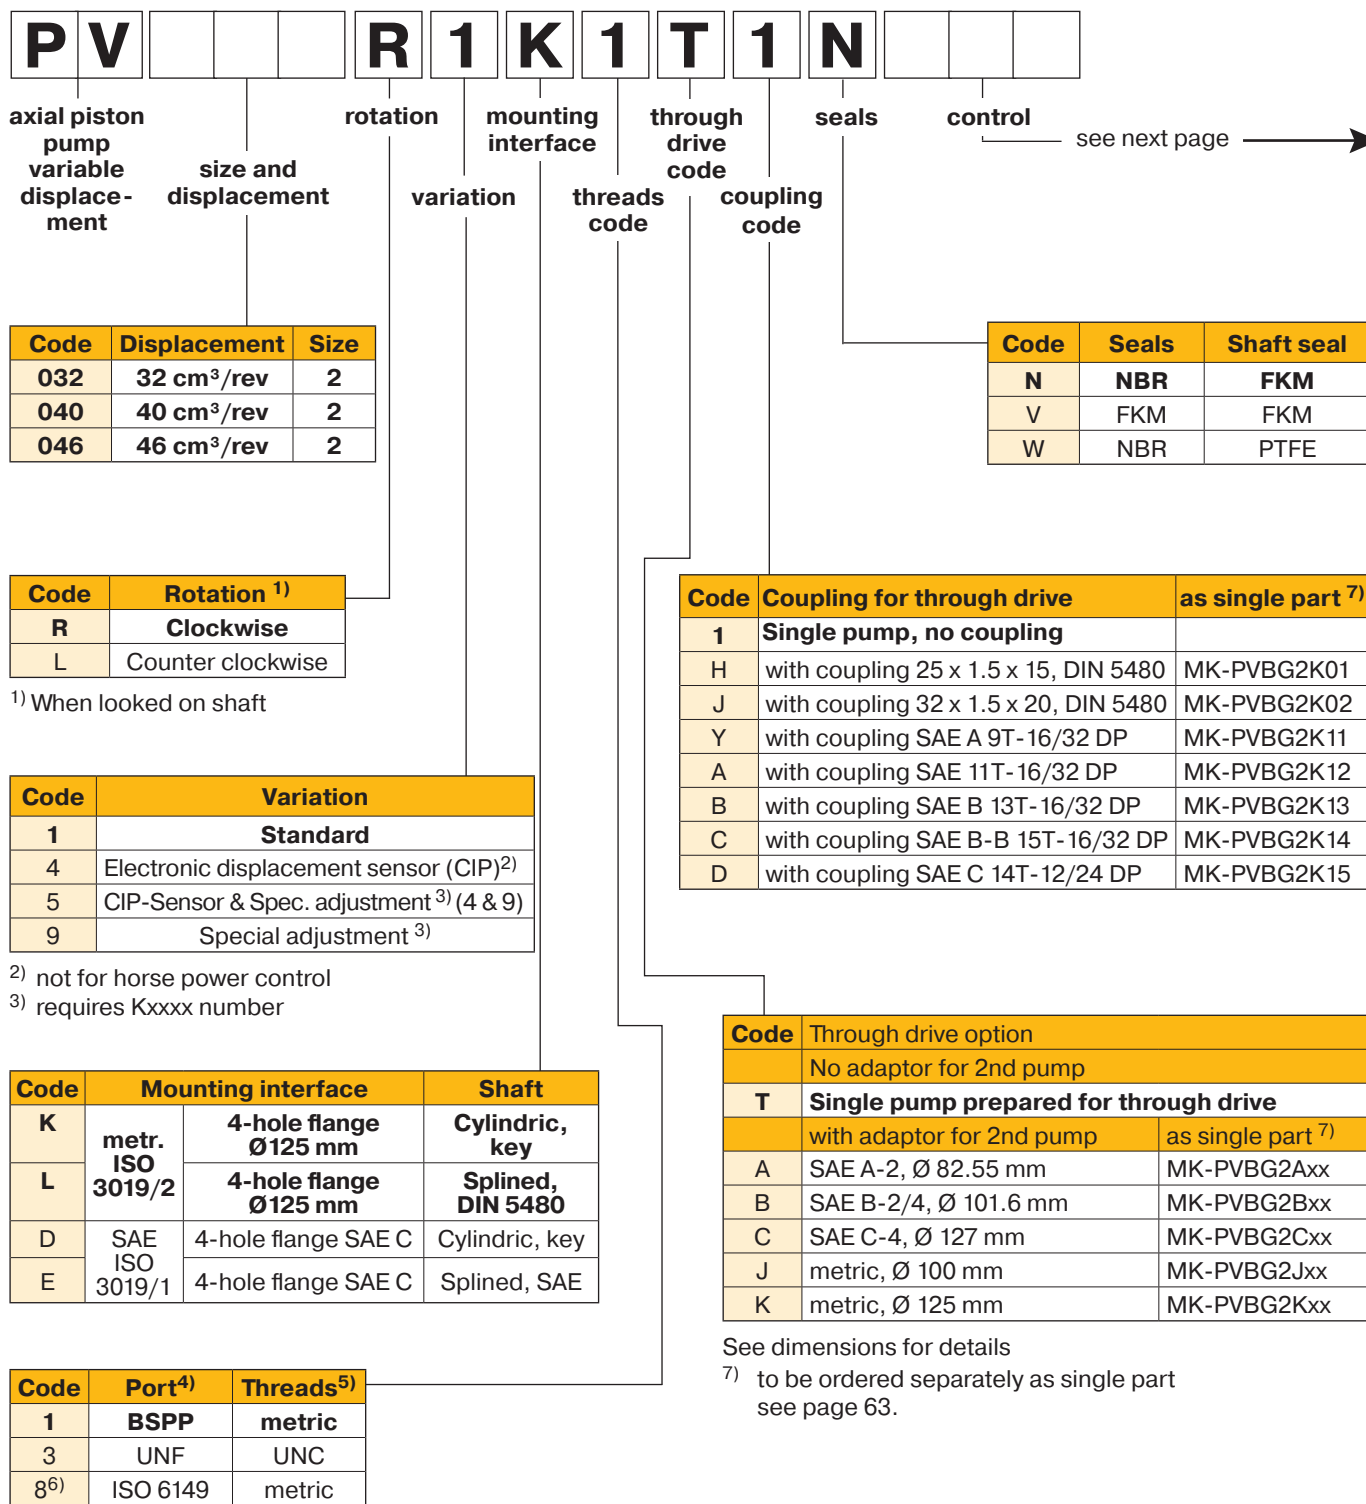 P V R 1 K 1 T 1 N
axial piston
pump
variable
displace-
ment
size and
displacement
rotation
variation
mounting
interface
threads
code
through
drive
code
coupling
code
seals
control
see next page
Code Displacement Size
032 32 cm³/rev 2
040 40 cm³/rev 2
046 46 cm³/rev 2
Code Seals Shaft seal
N NBR FKM
V FKM FKM
W NBR PTFE
Code Rotation 1)
R Clockwise
L Counter clockwise
1) When looked on shaft
Code Coupling for through drive as single part 7)
1 Single pump, no coupling
H with coupling 25 x 1.5 x 15, DIN 5480 MK-PVBG2K01
J with coupling 32 x 1.5 x 20, DIN 5480 MK-PVBG2K02
Y with coupling SAE A 9T-16/32 DP MK-PVBG2K11
A with coupling SAE 11T-16/32 DP MK-PVBG2K12
B with coupling SAE B 13T-16/32 DP MK-PVBG2K13
C with coupling SAE B-B 15T-16/32 DP MK-PVBG2K14
D with coupling SAE C 14T-12/24 DP MK-PVBG2K15
Code Variation
1 Standard
4 Electronic displacement sensor (CIP)2)
5 CIP-Sensor & Spec. adjustment 3) (4 & 9)
9 Special adjustment 3)
2) not for horse power control
3) requires Kxxxx number
Code Mounting interface Shaft
K metr. ISO 3019/2 4-hole flange Ø125 mm Cylindric, key
L 4-hole flange Ø125 mm Splined, DIN 5480
D SAE ISO 3019/1 4-hole flange SAE C Cylindric, key
E 4-hole flange SAE C Splined, SAE
Code Through drive option
No adaptor for 2nd pump
T Single pump prepared for through drive
with adaptor for 2nd pump as single part 7)
A SAE A-2, Ø 82.55 mm MK-PVBG2Axx
B SAE B-2/4, Ø 101.6 mm MK-PVBG2Bxx
C SAE C-4, Ø 127 mm MK-PVBG2Cxx
J metric, Ø 100 mm MK-PVBG2Jxx
K metric, Ø 125 mm MK-PVBG2Kxx
See dimensions for details
7) to be ordered separately as single part
see page 63.
Code Port4) Threads5)
1 BSPP metric
3 UNF UNC
86) ISO 6149 metric